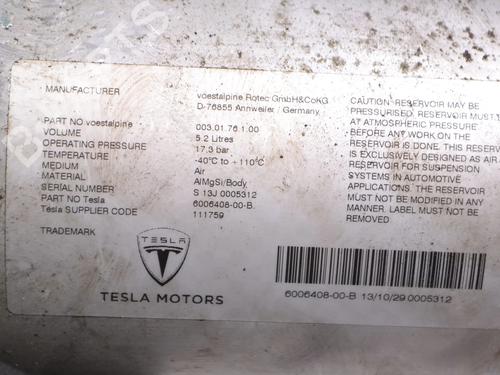 MANUFACTURER
voestalpine Rotec GmbH&CoKG
D-76855 Annweiler / Germany
PART NO voestalpine 003.01.76.1.00
VOLUME 5.2 Litres
OPERATING PRESSURE 17.3 bar
TEMPERATURE -40°C to +110°C
MEDIUM Air
MATERIAL AlMgSi/Body,
SERIAL NUMBER S 13J 0005312
PART NO Tesla 6006408-00-B
Tesla SUPPLIER CODE 111759
TRADEMARK
TESLA
TESLA MOTORS
CAUTION: RESERVOIR MAY BE
PRESSURISED. RESERVOIR MUST
AT ATMOSPHERIC PRESSURE
BEFORE ANY WORK ON THE
RESERVOIR IS DONE. THIS RESERV
IS EXCLUSIVELY DESIGNED AS AIR
RESERVOIR FOR SUSPENSION
SYSTEMS IN AUTOMOTIVE
APPLICATIONS. THE RESERVOIR
MUST NOT BE MODIFIED IN ANY
MANNER. LABEL MUST NOT BE
REMOVED
6006408-00-B 13/10/29 0005312